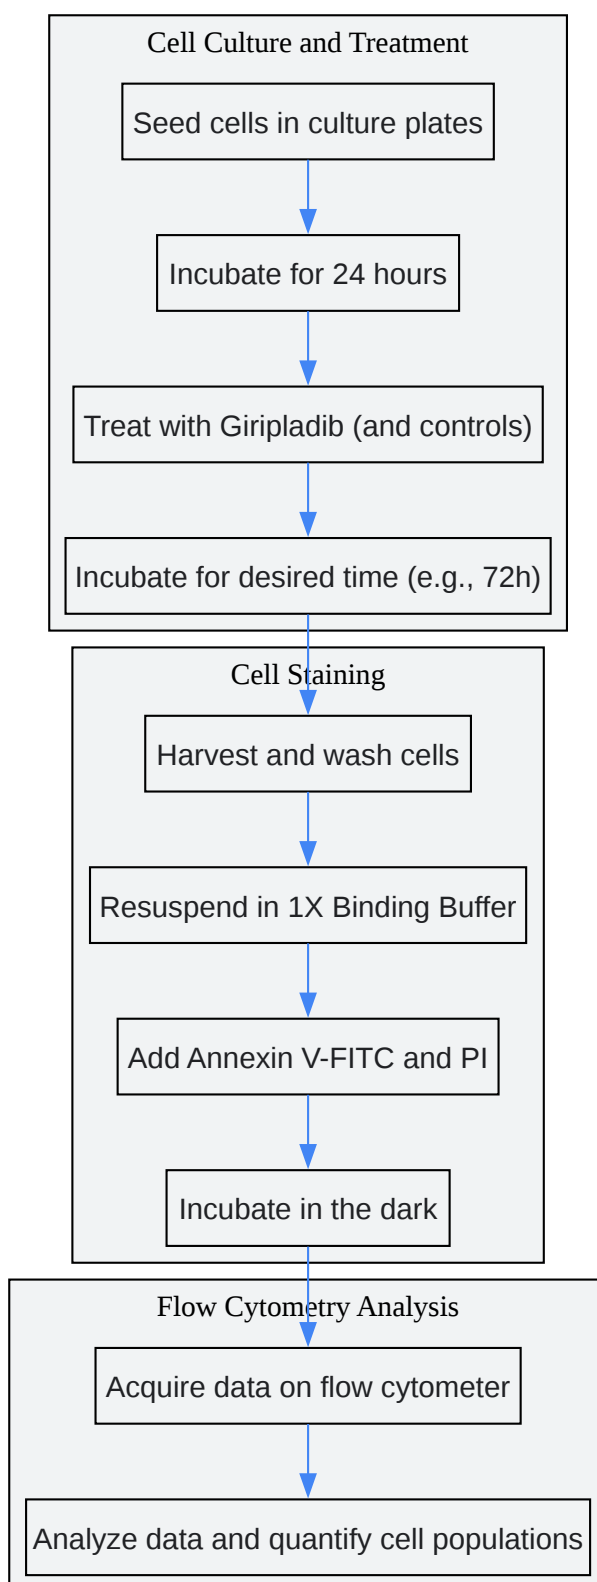 Cell Culture and Treatment
Seed cells in culture plates
Incubate for 24 hours
Treat with Giripladib (and controls)
Incubate for desired time (e.g., 72h)
Cell Staining
Harvest and wash cells
Resuspend in 1X Binding Buffer
Add Annexin V-FITC and PI
Incubate in the dark
Flow Cytometry Analysis
Acquire data on flow cytometer
Analyze data and quantify cell populations